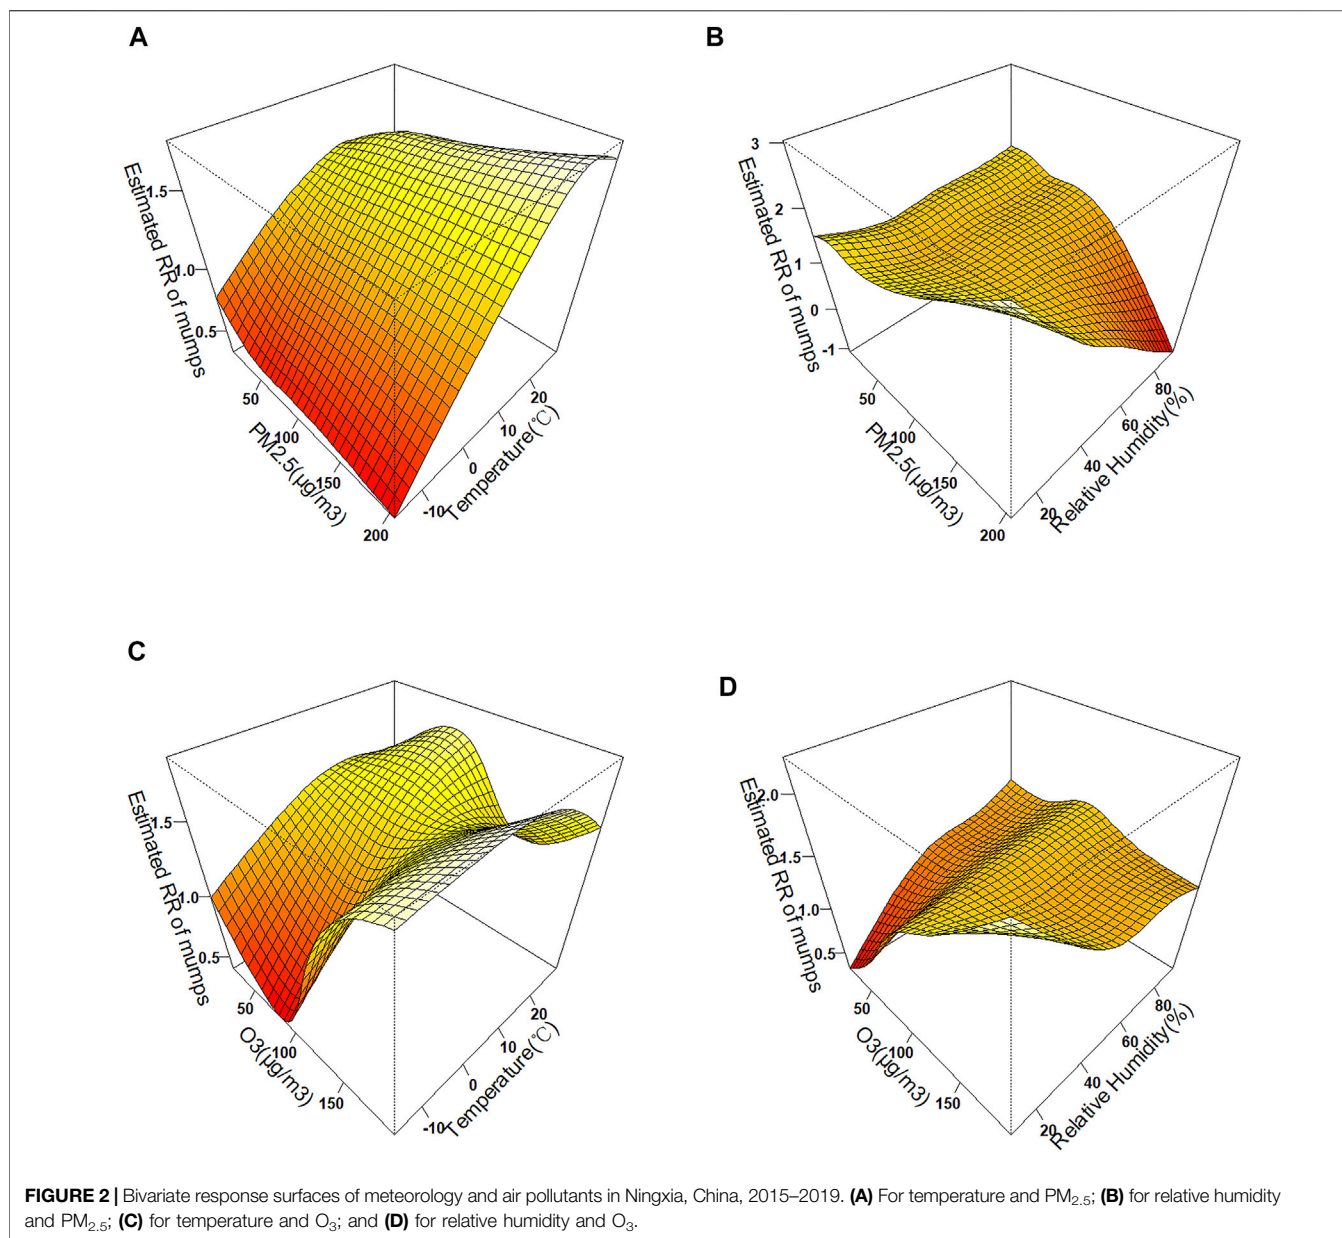 A
Estimated RR of mumps
1.5
1.0
0.5
50
100
150
200
PM2.5(μg/m3)
-10
0
10
20
Temperature(℃)
B
Estimated RR of mumps
3
2
1
0
-1
50
100
150
200
PM2.5(μg/m3)
20
40
60
80
Relative Humidity(%)
C
Estimated RR of mumps
1.5
1.0
0.5
50
100
150
O3(μg/m3)
-10
0
10
20
Temperature(℃)
D
Estimated RR of mumps
2.0
1.5
1.0
0.5
50
100
150
O3(μg/m3)
20
40
60
80
Relative Humidity(%)
FIGURE 2 | Bivariate response surfaces of meteorology and air pollutants in Ningxia, China, 2015–2019. (A) For temperature and PM2.5; (B) for relative humidity
and PM2.5; (C) for temperature and O3; and (D) for relative humidity and O3.